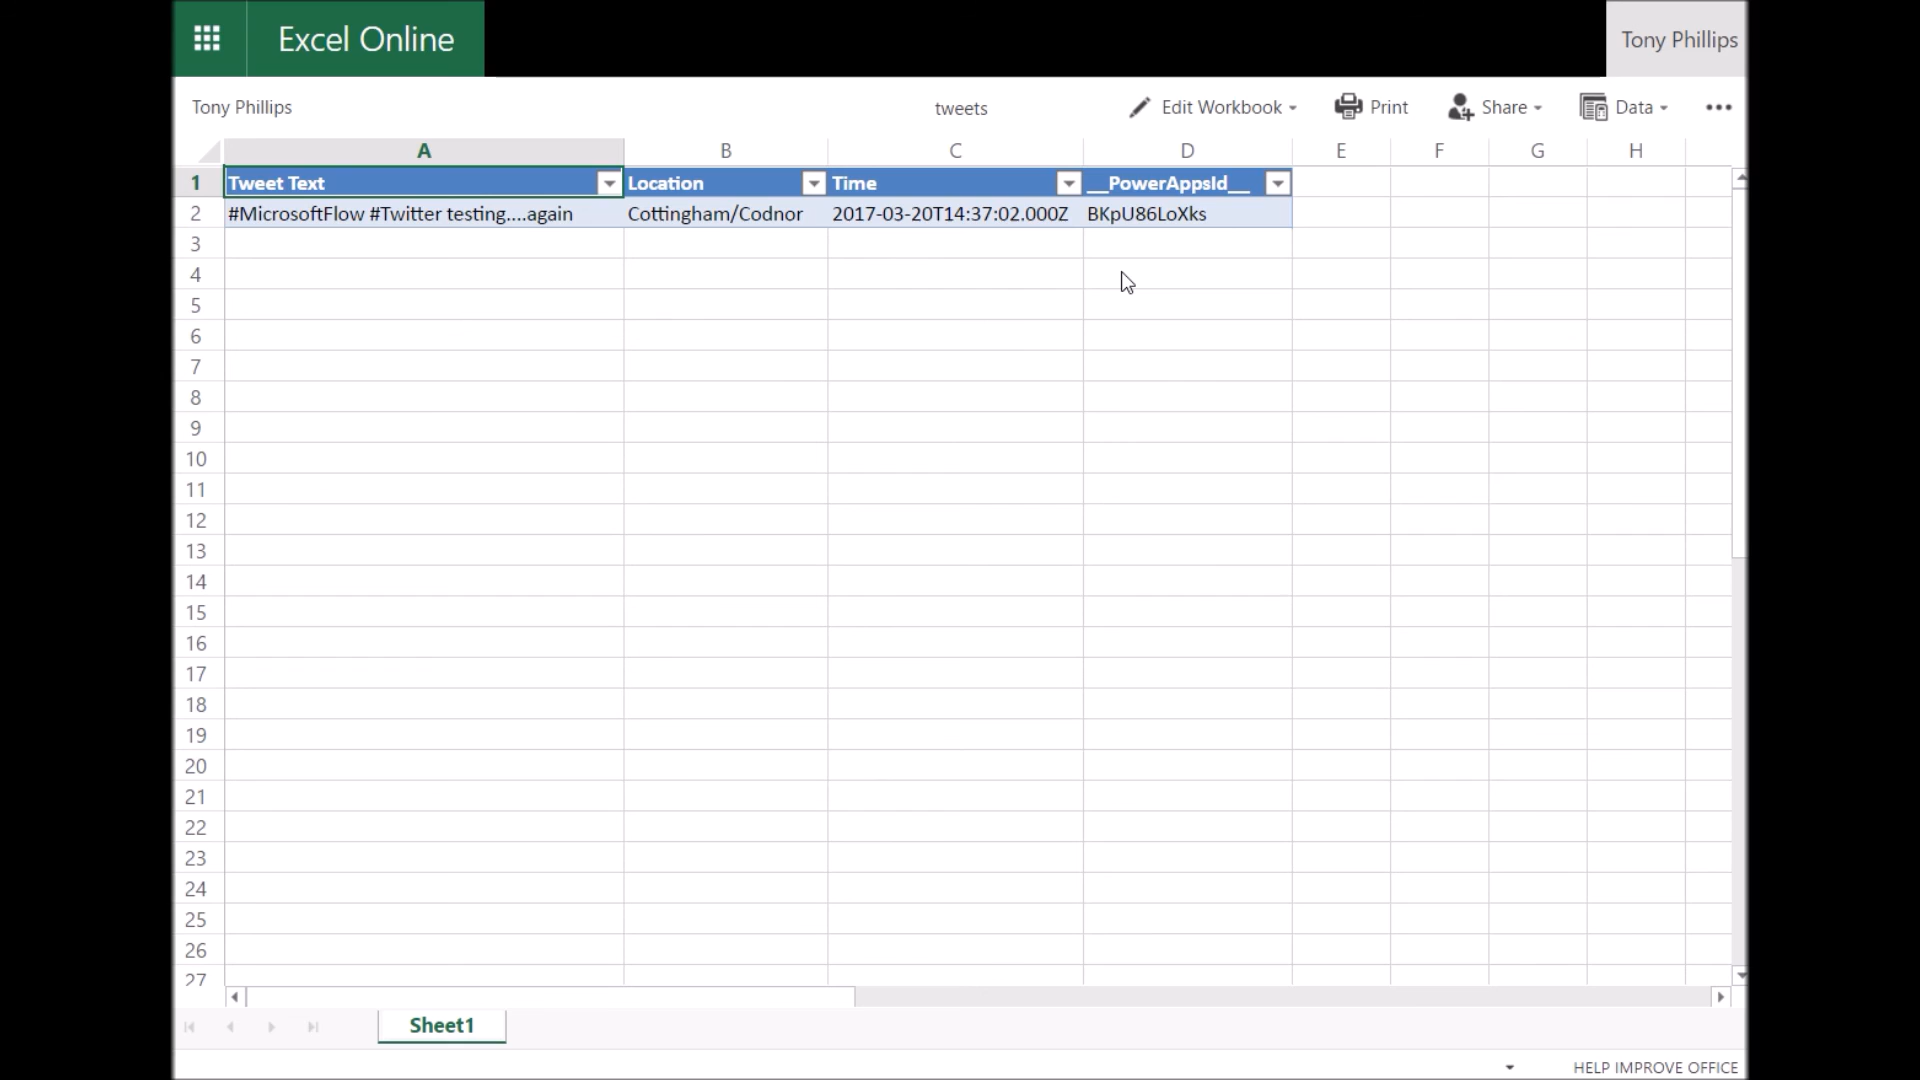 Excel Online
Tony Phillips
Tony Phillips
tweets
Edit Workbook
Print
Share
Data
A B C D E F G H
1 Tweet Text Location Time __PowerAppsId__
2 #MicrosoftFlow #Twitter testing....again Cottingham/Codnor 2017-03-20T14:37:02.000Z BKpU86LoXks
3
4
5
6
7
8
9
10
11
12
13
14
15
16
17
18
19
20
21
22
23
24
25
26
27
Sheet1
HELP IMPROVE OFFICE